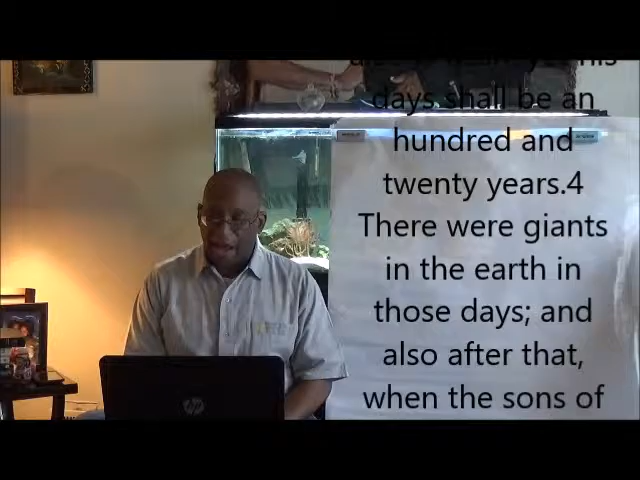 days shall be an
hundred and
twenty years.4
There were giants
in the earth in
those days; and
also after that,
when the sons of
hp